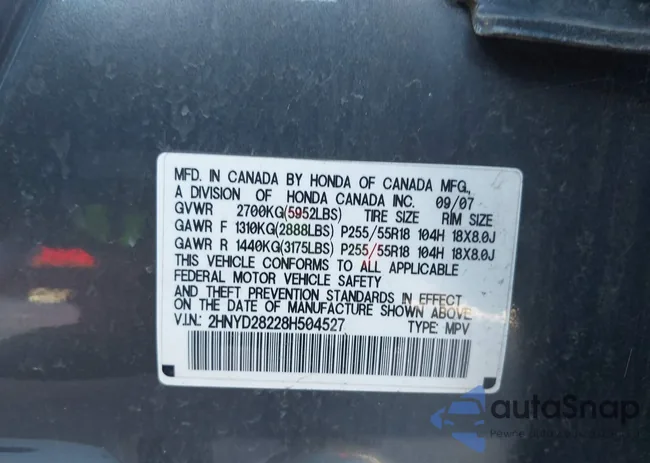 MFD. IN CANADA BY HONDA OF CANADA MFG.,
A DIVISION OF HONDA CANADA INC. 09/07
GVWR 2700KG(5952LBS) TIRE SIZE RIM SIZE
GAWR F 1310KG(2888LBS) P255/55R18 104H 18X8.0J
GAWR R 1440KG(3175LBS) P255/55R18 104H 18X8.0J
THIS VEHICLE CONFORMS TO ALL APPLICABLE
FEDERAL MOTOR VEHICLE SAFETY
AND THEFT PREVENTION STANDARDS IN EFFECT
ON THE DATE OF MANUFACTURE SHOWN ABOVE.
V.I.N.: 2HNYD28228H504527 TYPE: MPV
autaSnap